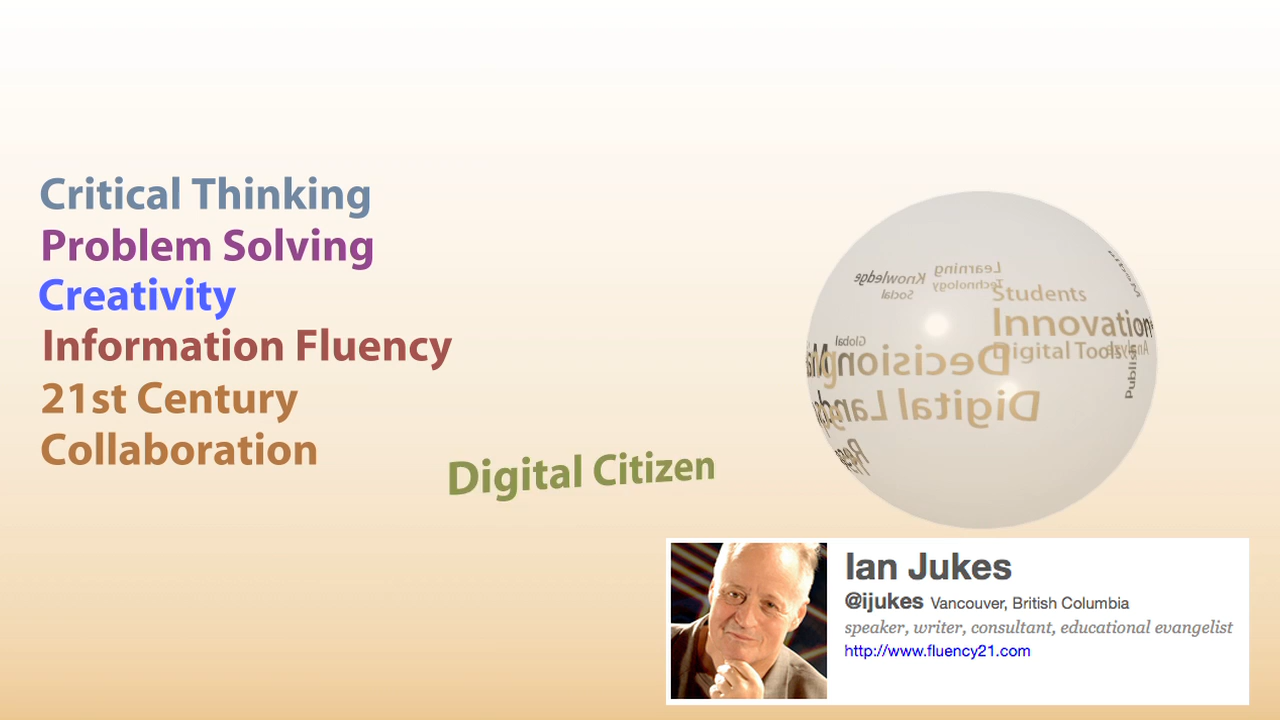 Critical Thinking
Problem Solving
Creativity
Information Fluency
21st Century
Collaboration
Digital Citizen
Learning
Knowledge
Technology
Social
Students
Innovation
Global
Digital Tools
Analyze
Decision
Publish
Digital
Ian Jukes
@ijukes Vancouver, British Columbia
speaker, writer, consultant, educational evangelist
http://www.fluency21.com